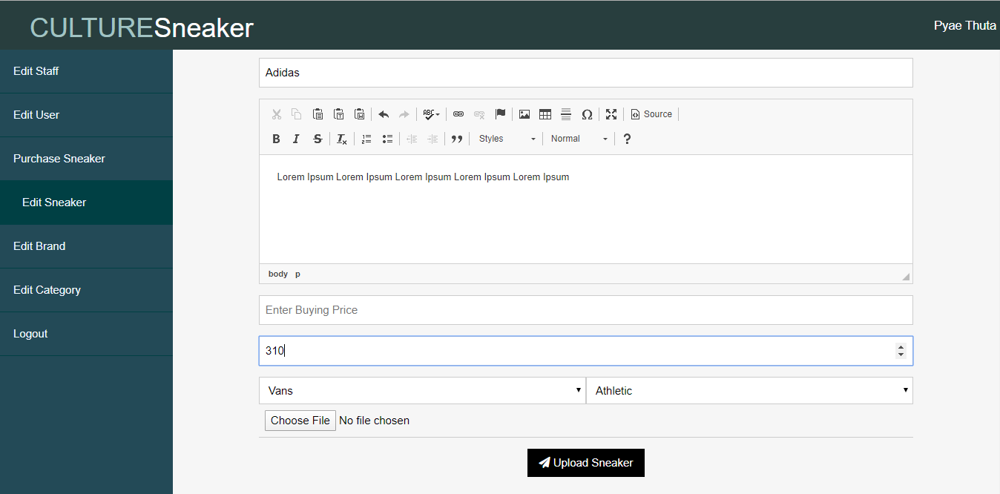 CULTURESneaker
Pyae Thuta
Edit Staff
Edit User
Purchase Sneaker
Edit Sneaker
Edit Brand
Edit Category
Logout
Adidas
ABC
Source
B I S Tx
Styles
Normal
?
Lorem Ipsum Lorem Ipsum Lorem Ipsum Lorem Ipsum Lorem Ipsum
body p
Enter Buying Price
310
Vans
Athletic
Choose File No file chosen
Upload Sneaker